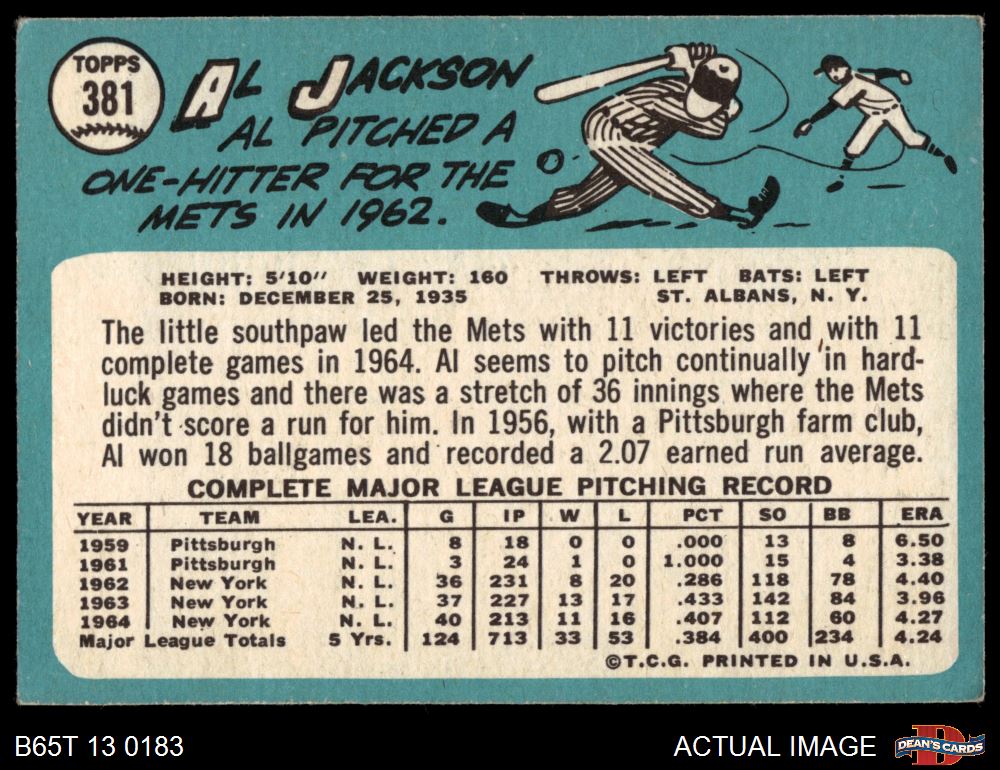 TOPPS
381
AL JACKSON
AL PITCHED A
ONE-HITTER FOR THE
METS IN 1962.
HEIGHT: 5'10" WEIGHT: 160 THROWS: LEFT BATS: LEFT
BORN: DECEMBER 25, 1935 ST. ALBANS, N. Y.
The little southpaw led the Mets with 11 victories and with 11
complete games in 1964. Al seems to pitch continually in hard-
luck games and there was a stretch of 36 innings where the Mets
didn't score a run for him. In 1956, with a Pittsburgh farm club,
Al won 18 ballgames and recorded a 2.07 earned run average.
COMPLETE MAJOR LEAGUE PITCHING RECORD
YEAR TEAM LEA. G IP W L PCT SO BB ERA
1959 Pittsburgh N. L. 8 18 0 0 .000 13 8 6.50
1961 Pittsburgh N. L. 3 24 1 0 1.000 15 4 3.38
1962 New York N. L. 36 231 8 20 .286 118 78 4.40
1963 New York N. L. 37 227 13 17 .433 142 84 3.96
1964 New York N. L. 40 213 11 16 .407 112 60 4.27
Major League Totals 5 Yrs. 124 713 33 53 .384 400 234 4.24
©T.C.G. PRINTED IN U.S.A.
B65T 13 0183 ACTUAL IMAGE
DEAN'S CARDS